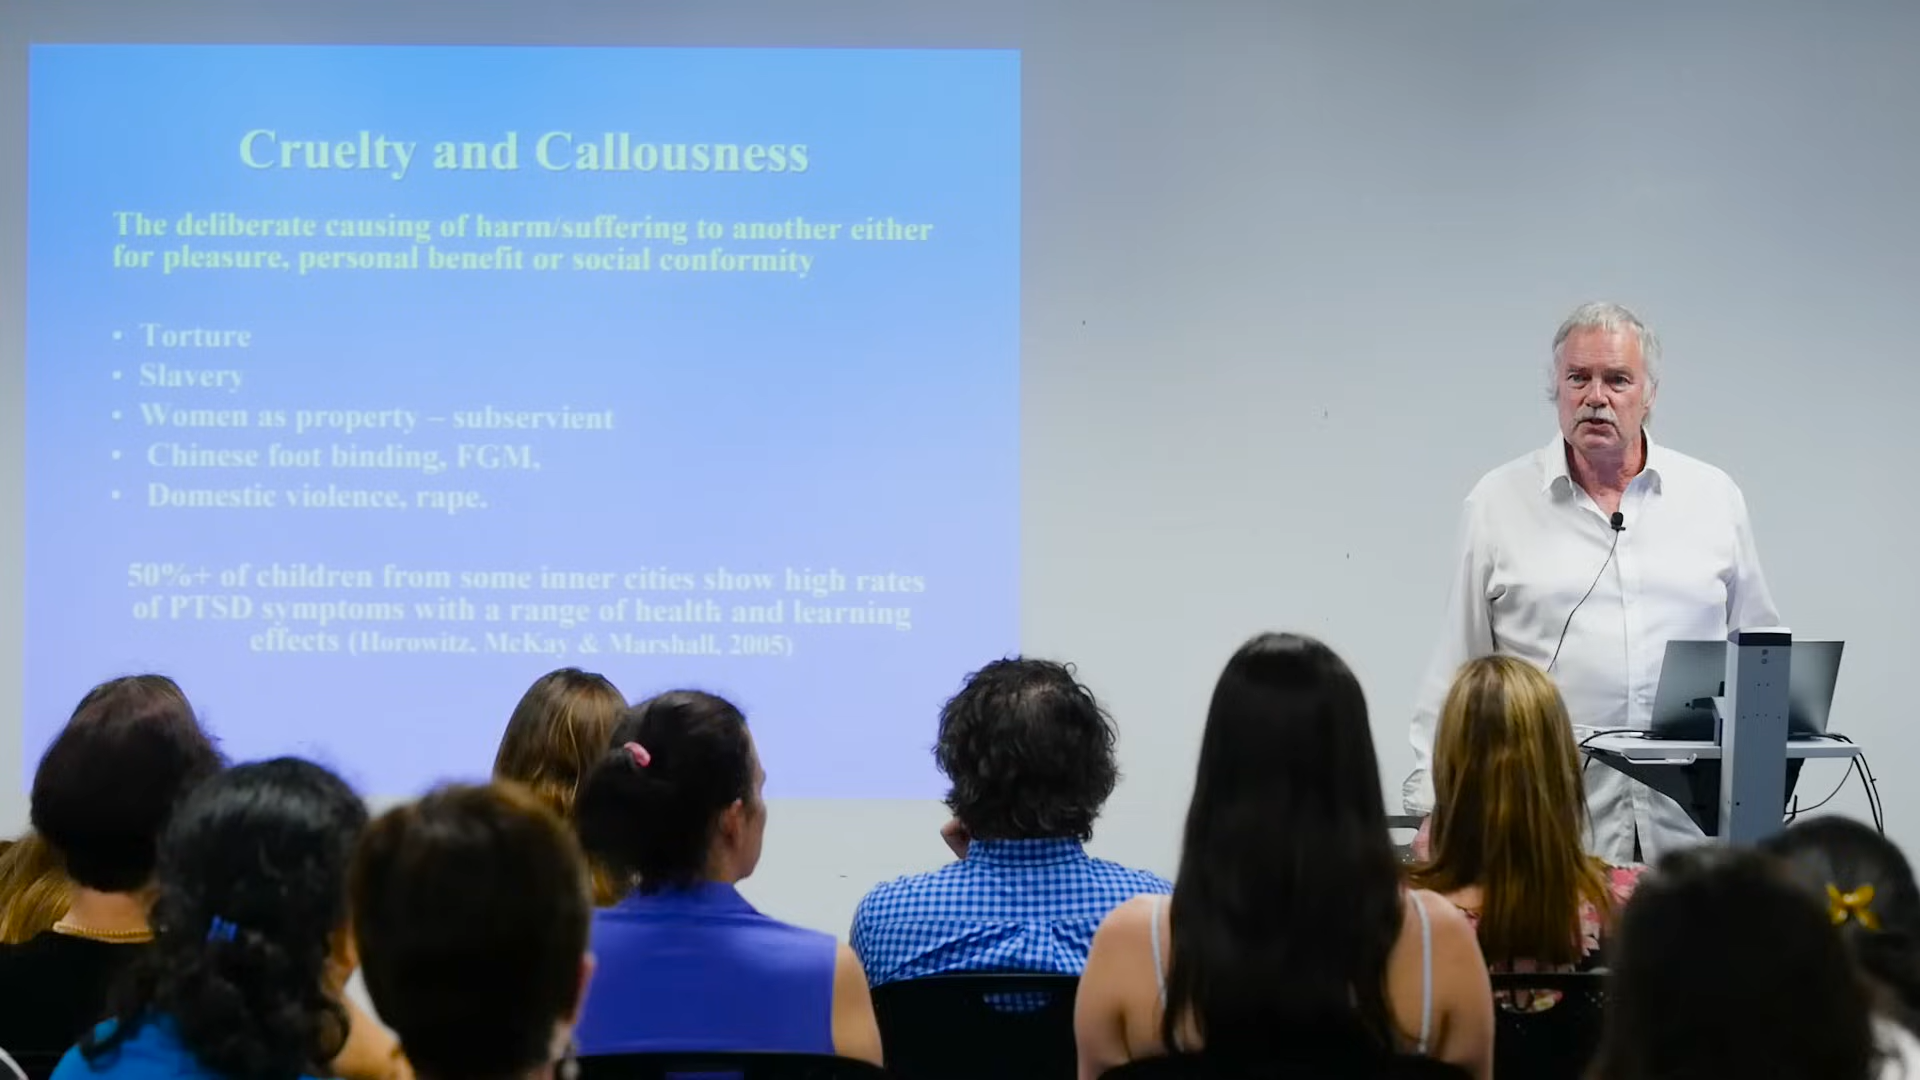 Cruelty and Callousness
The deliberate causing of harm/suffering to another either
for pleasure, personal benefit or social conformity
• Torture
• Slavery
• Women as property – subservient
• Chinese foot binding, FGM,
• Domestic violence, rape.
50%+ of children from some inner cities show high rates
of PTSD symptoms with a range of health and learning
effects (Horowitz, McKay & Marshall, 2005)